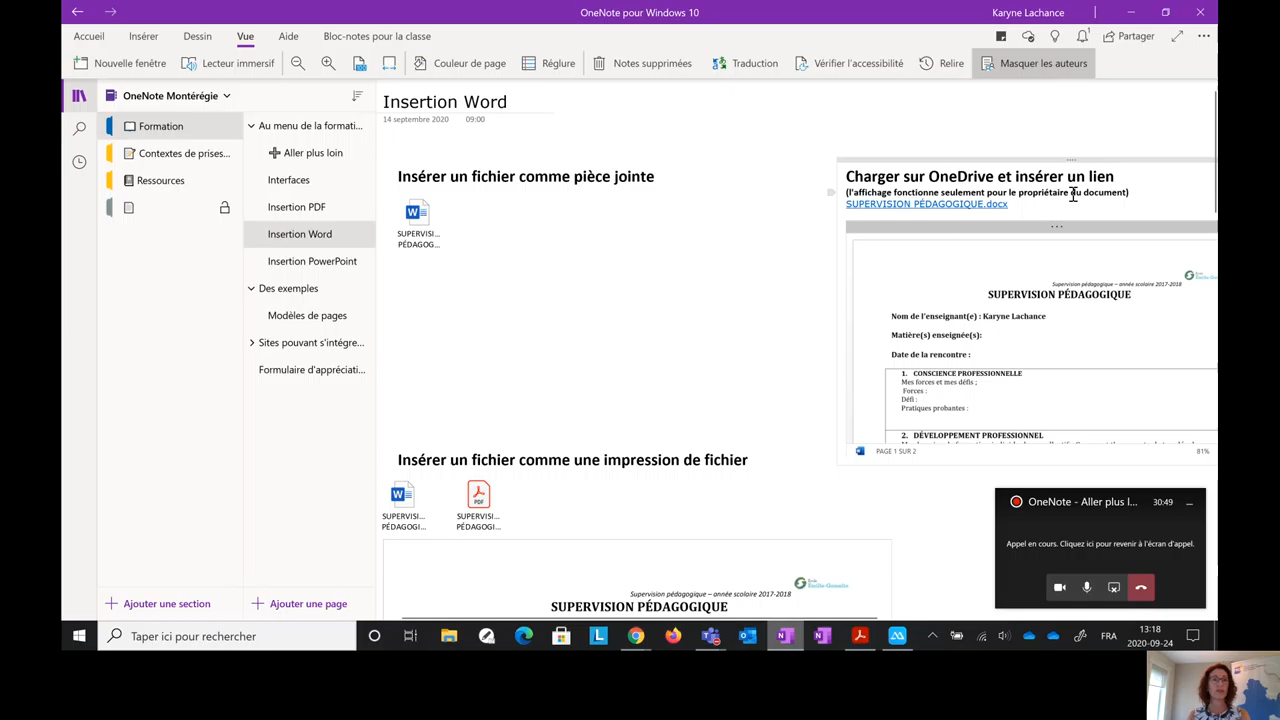 OneNote pour Windows 10
Karyne Lachance
Accueil
Insérer
Dessin
Vue
Aide
Bloc-notes pour la classe
1
Partager
Nouvelle fenêtre
Lecteur immersif
Couleur de page
Réglure
Notes supprimées
Traduction
Vérifier l'accessibilité
Relire
Masquer les auteurs
OneNote Montérégie
Formation
Contextes de prises...
Ressources
Au menu de la formati...
Aller plus loin
Interfaces
Insertion PDF
Insertion Word
Insertion PowerPoint
Des exemples
Modèles de pages
Sites pouvant s'intégre...
Formulaire d'appréciati...
Ajouter une section
Ajouter une page
Insertion Word
14 septembre 2020
09:00
Insérer un fichier comme pièce jointe
SUPERVISI...
PÉDAGOG...
Insérer un fichier comme une impression de fichier
SUPERVISI...
PÉDAGOGI...
PDF
SUPERVISI...
PÉDAGOGI...
Supervision pédagogique – année scolaire 2017-2018
SUPERVISION PÉDAGOGIQUE
Charger sur OneDrive et insérer un lien
(l'affichage fonctionne seulement pour le propriétaire du document)
SUPERVISION PÉDAGOGIQUE.docx
Supervision pédagogique – année scolaire 2017-2018
SUPERVISION PÉDAGOGIQUE
Nom de l'enseignant(e) : Karyne Lachance
Matière(s) enseignée(s):
Date de la rencontre :
1. CONSCIENCE PROFESSIONNELLE
Mes forces et mes défis ;
Forces :
Défi :
Pratiques probantes :
2. DÉVELOPPEMENT PROFESSIONNEL
PAGE 1 SUR 2
81%
OneNote - Aller plus l...
30:49
Appel en cours. Cliquez ici pour revenir à l'écran d'appel.
Taper ici pour rechercher
FRA
13:18
2020-09-24